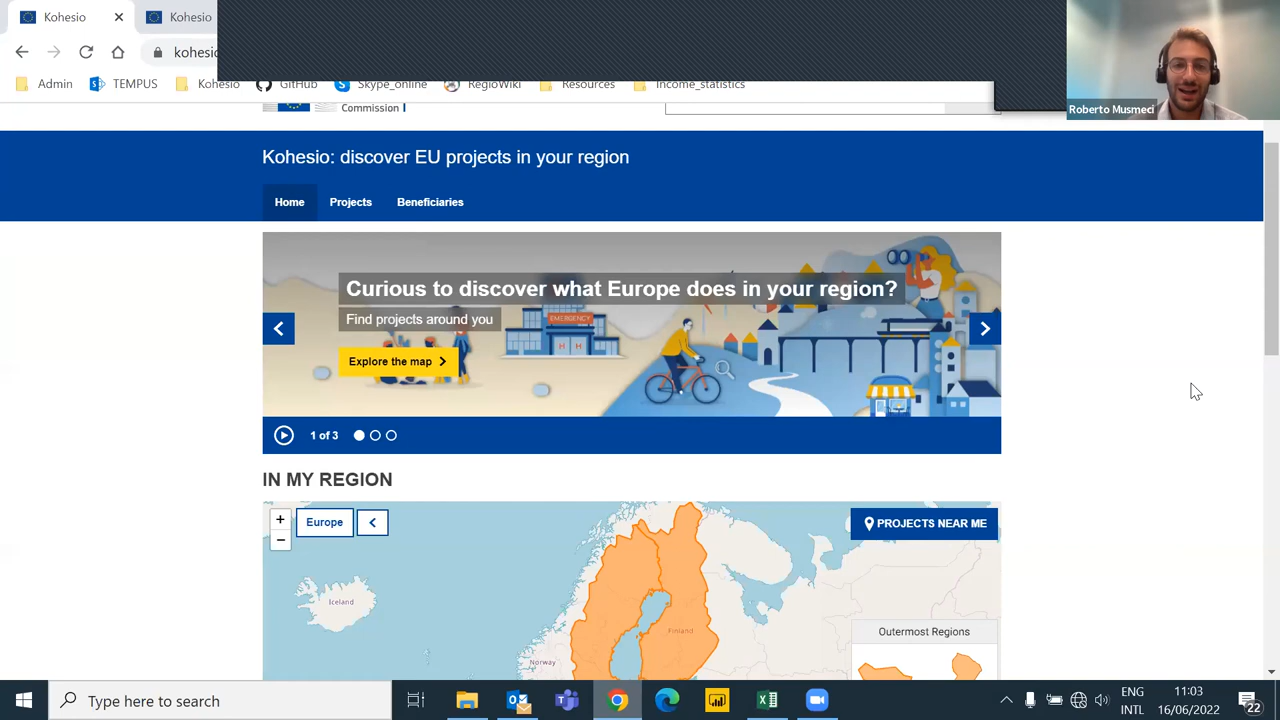 Kohesio
Kohesio
kohesio
Admin
TEMPUS
Kohesio
GitHub
Skype_online
RegioWiki
Resources
Income_statistics
Roberto Musmeci
Commission
Kohesio: discover EU projects in your region
Home
Projects
Beneficiaries
Curious to discover what Europe does in your region?
Find projects around you
EMERGENCY
H H
Explore the map
1 of 3
IN MY REGION
+
Europe
PROJECTS NEAR ME
−
Iceland
Outermost Regions
Finland
Norway
Type here to search
ENG
INTL
11:03
16/06/2022
22